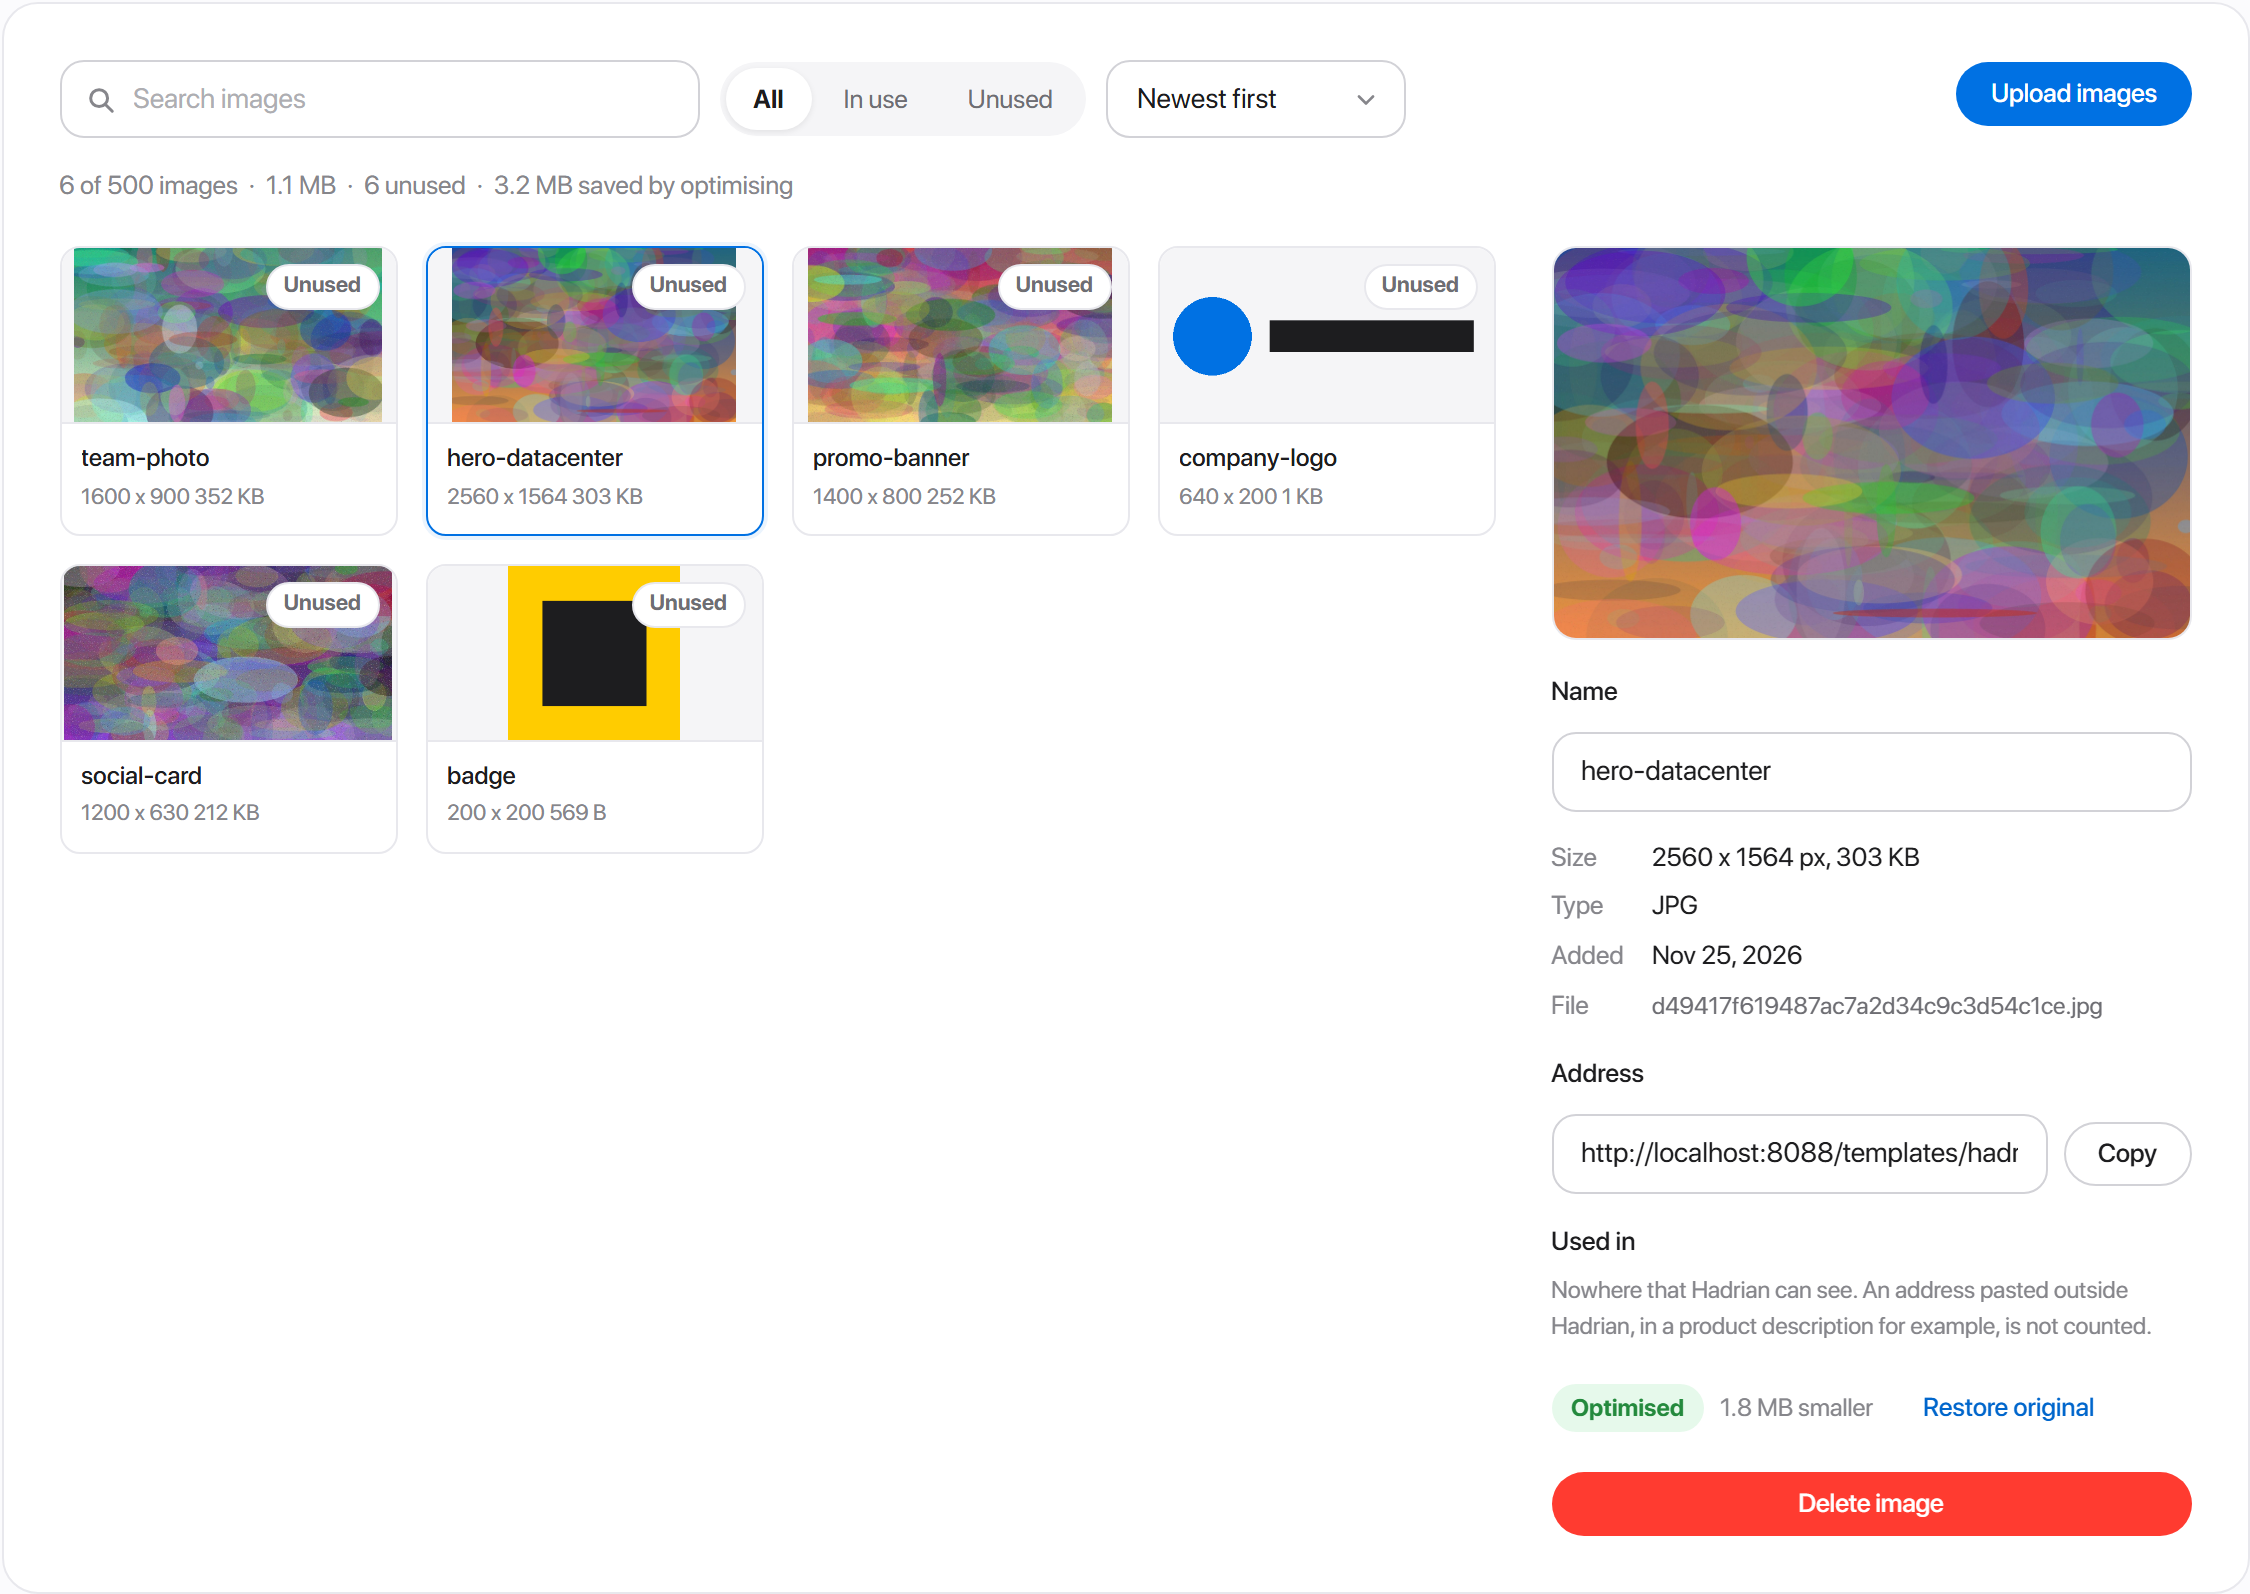 Search images
All
In use
Unused
Newest first
Upload images
6 of 500 images · 1.1 MB · 6 unused · 3.2 MB saved by optimising
Unused
team-photo
1600 x 900 352 KB
Unused
hero-datacenter
2560 x 1564 303 KB
Unused
promo-banner
1400 x 800 252 KB
Unused
company-logo
640 x 200 1 KB
Unused
social-card
1200 x 630 212 KB
Unused
badge
200 x 200 569 B
Name
hero-datacenter
Size 2560 x 1564 px, 303 KB
Type JPG
Added Nov 25, 2026
File d49417f619487ac7a2d34c9c3d54c1ce.jpg
Address
http://localhost:8088/templates/hadr
Copy
Used in
Nowhere that Hadrian can see. An address pasted outside
Hadrian, in a product description for example, is not counted.
Optimised 1.8 MB smaller Restore original
Delete image